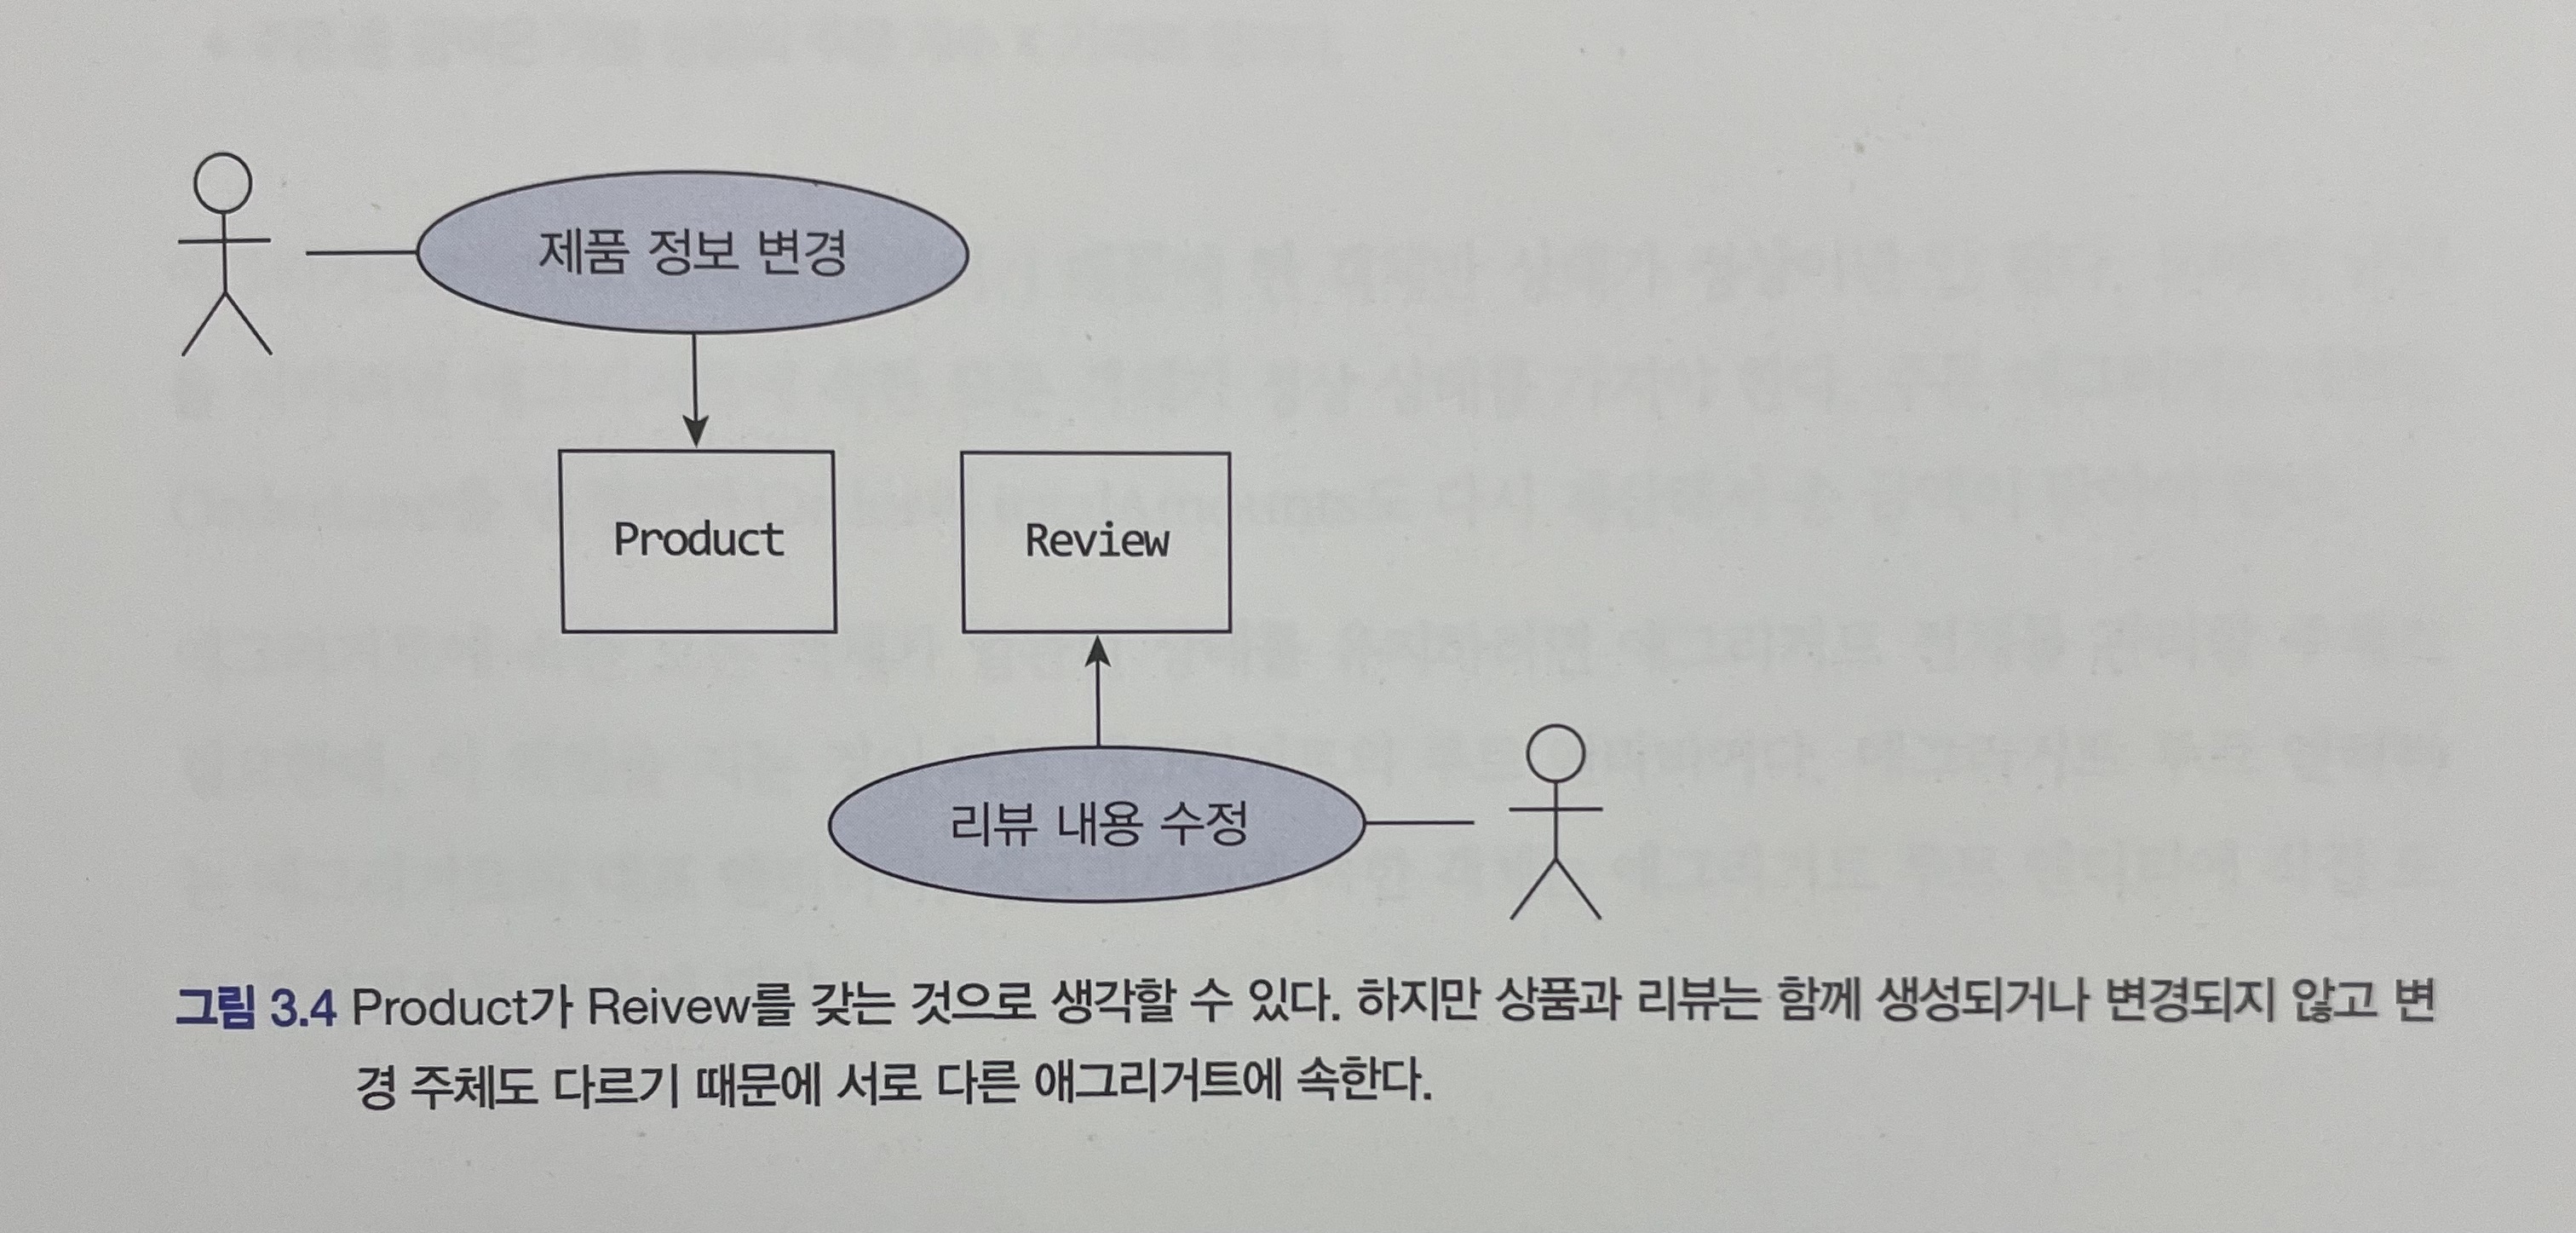 제품 정보 변경
Product
Review
리뷰 내용 수정
그림 3.4 Product가 Reivew를 갖는 것으로 생각할 수 있다. 하지만 상품과 리뷰는 함께 생성되거나 변경되지 않고 변
경 주체도 다르기 때문에 서로 다른 애그리거트에 속한다.